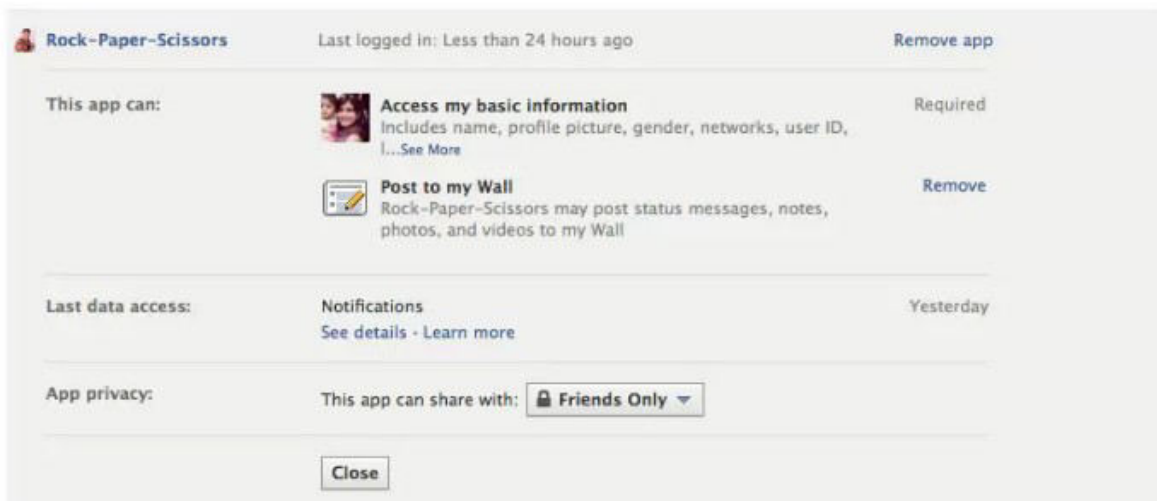 Rock-Paper-Scissors Last logged in: Less than 24 hours ago Remove app
This app can: Access my basic information Required
Includes name, profile picture, gender, networks, user ID,
l...See More
Post to my Wall Remove
Rock-Paper-Scissors may post status messages, notes,
photos, and videos to my Wall
Last data access: Notifications Yesterday
See details · Learn more
App privacy: This app can share with: Friends Only
Close